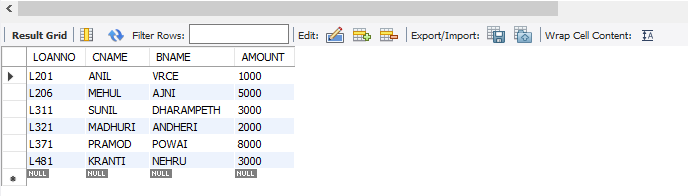 Result Grid Filter Rows: Edit: Export/Import: Wrap Cell Content: IA
LOANNO CNAME BNAME AMOUNT
L201 ANIL VRCE 1000
L206 MEHUL AJNI 5000
L311 SUNIL DHARAMPETH 3000
L321 MADHURI ANDHERI 2000
L371 PRAMOD POWAI 8000
L481 KRANTI NEHRU 3000
NULL NULL NULL NULL